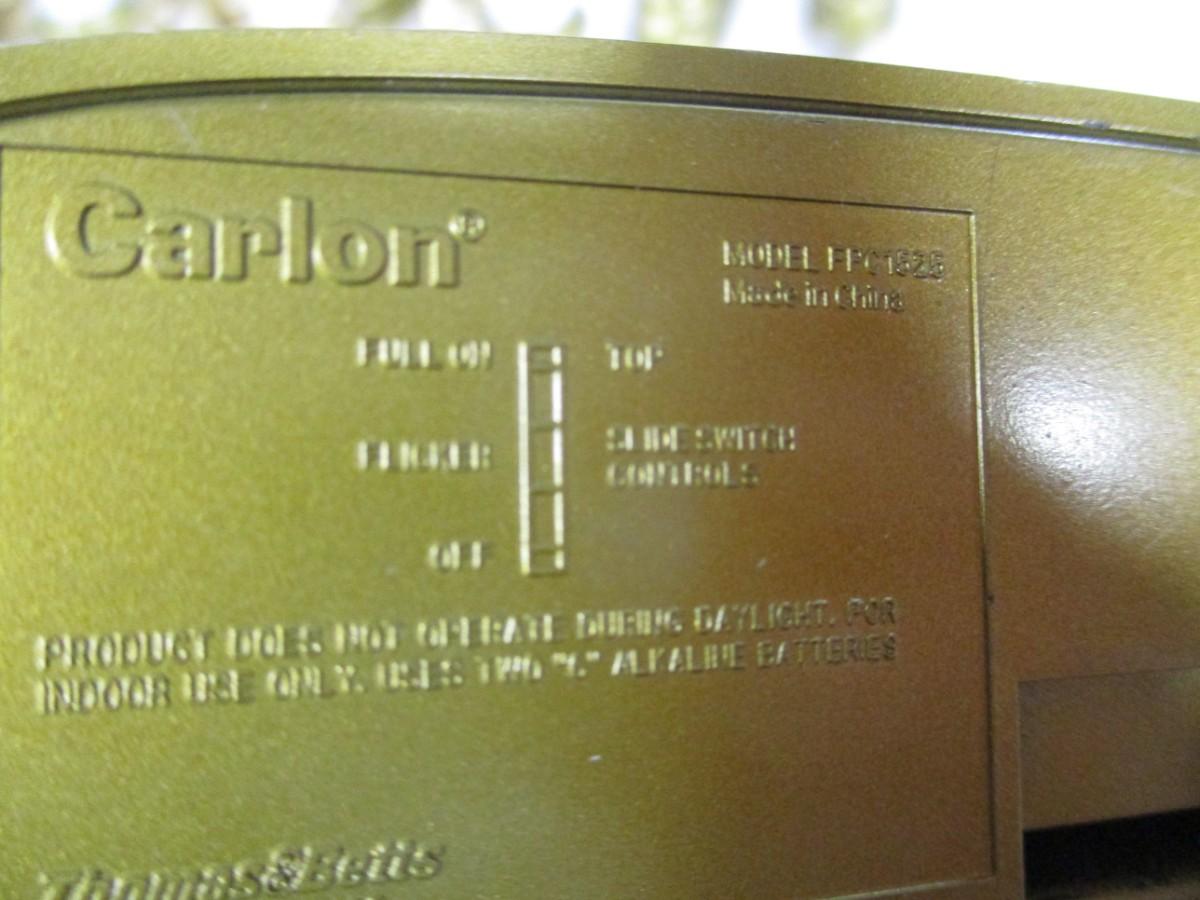 Carlon®
MODEL FPC1525
Made in China
FULL ON
TOP
FLICKER
SLIDE SWITCH
CONTROLS
OFF
PRODUCT DOES NOT OPERATE DURING DAYLIGHT. FOR
INDOOR USE ONLY. USES TWO ALKALINE BATTERIES
Thomas&Betts